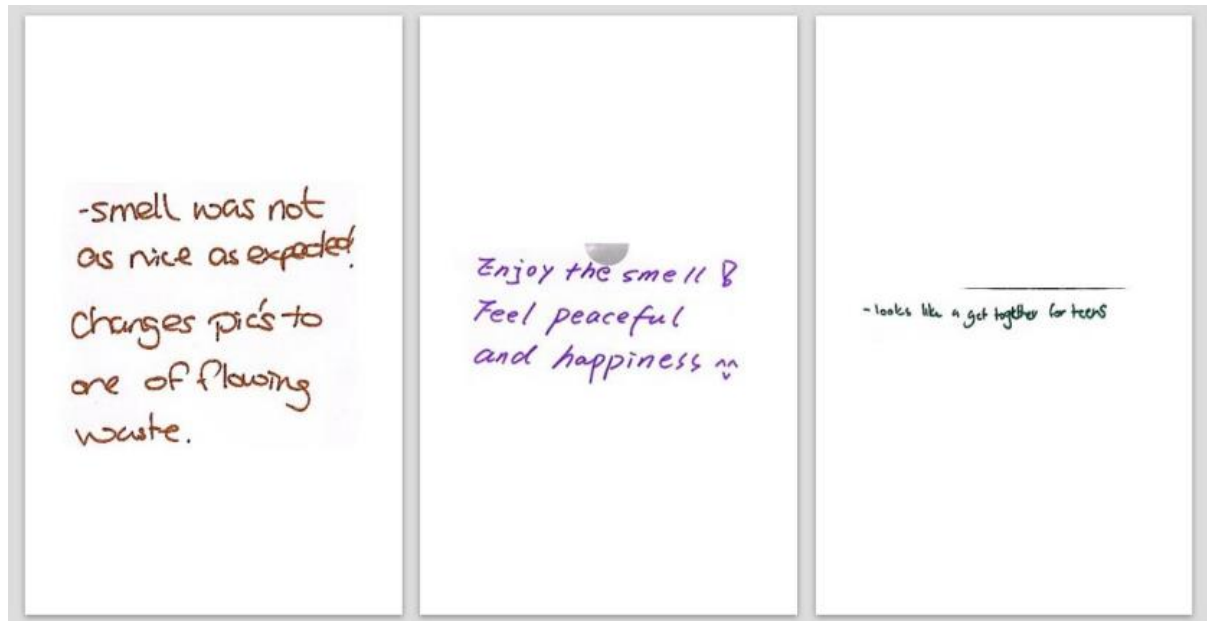 -smell was not
as nice as expected!
Changes pic's to
one of flowing
waste.
Enjoy the smell!
Feel peaceful
and happiness ^^
- looks like a get together for teens